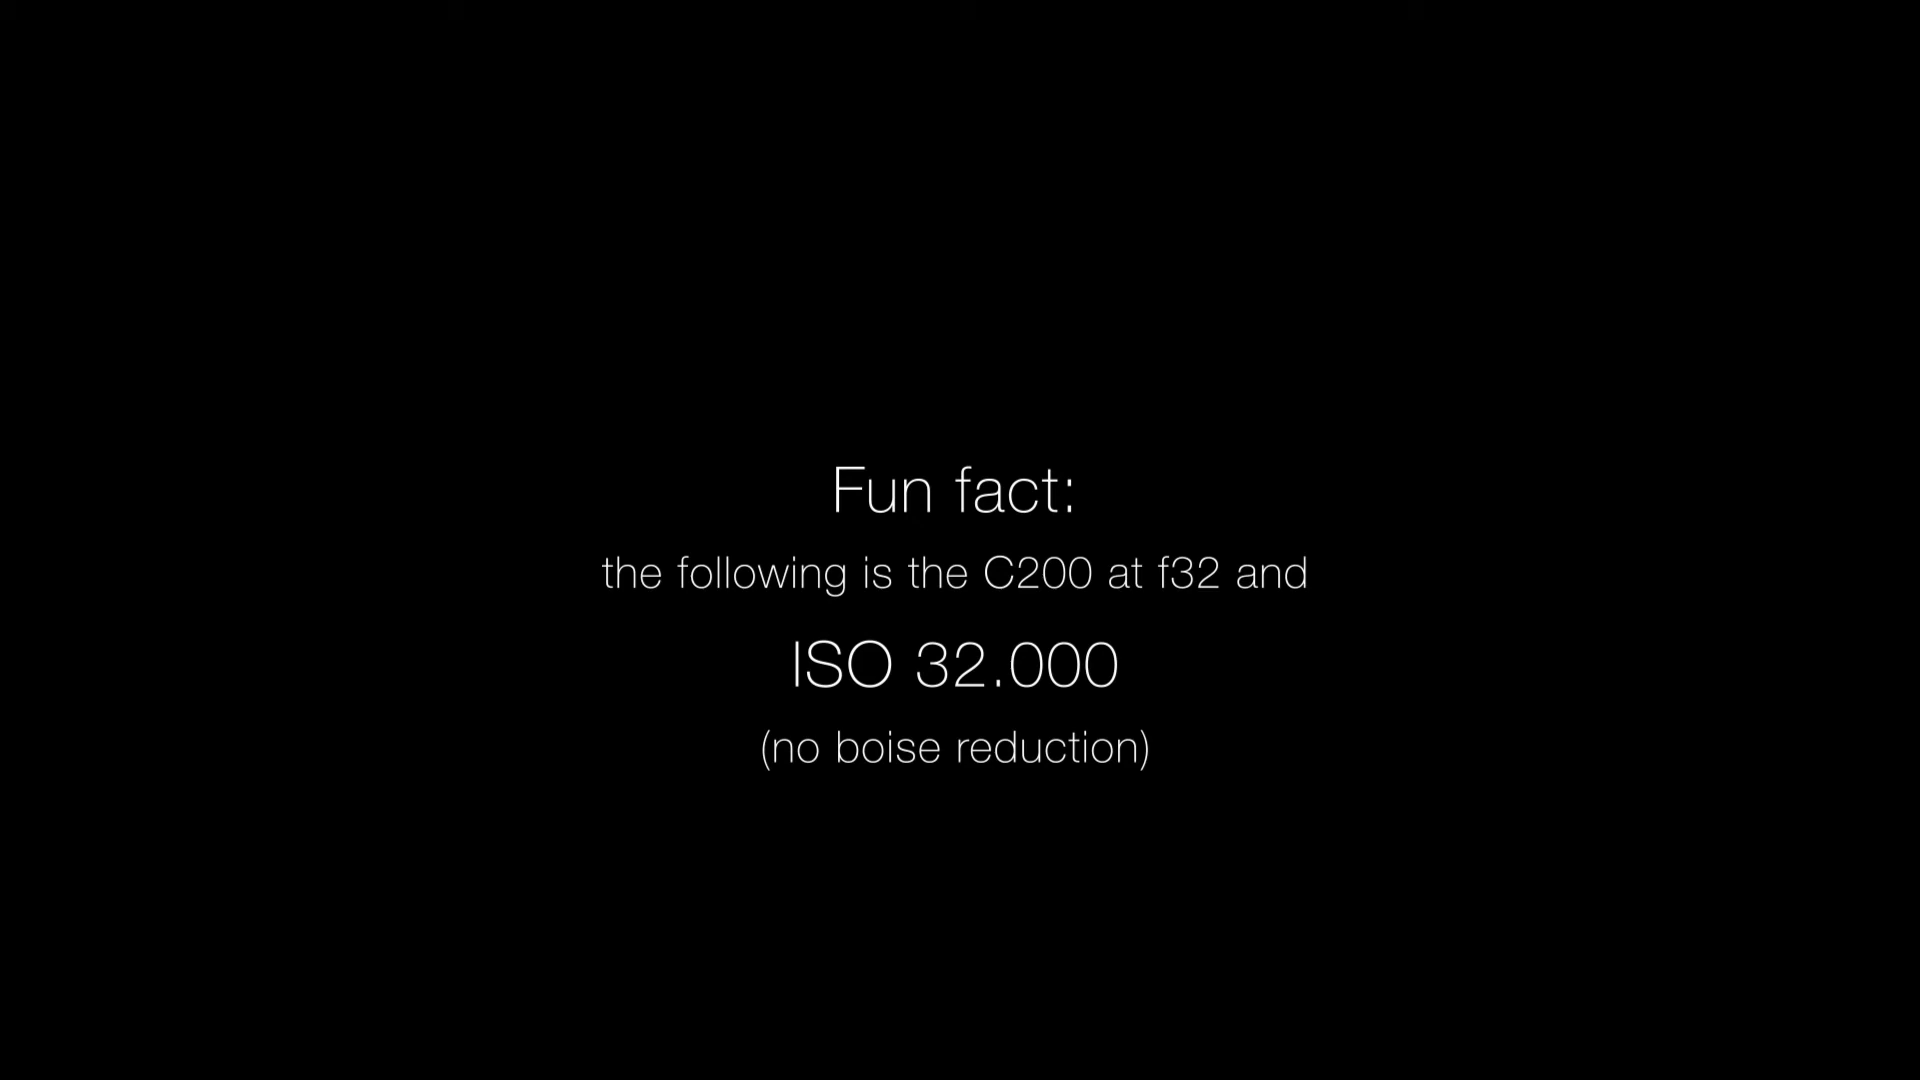 Fun fact:
the following is the C200 at f32 and
ISO 32.000
(no boise reduction)